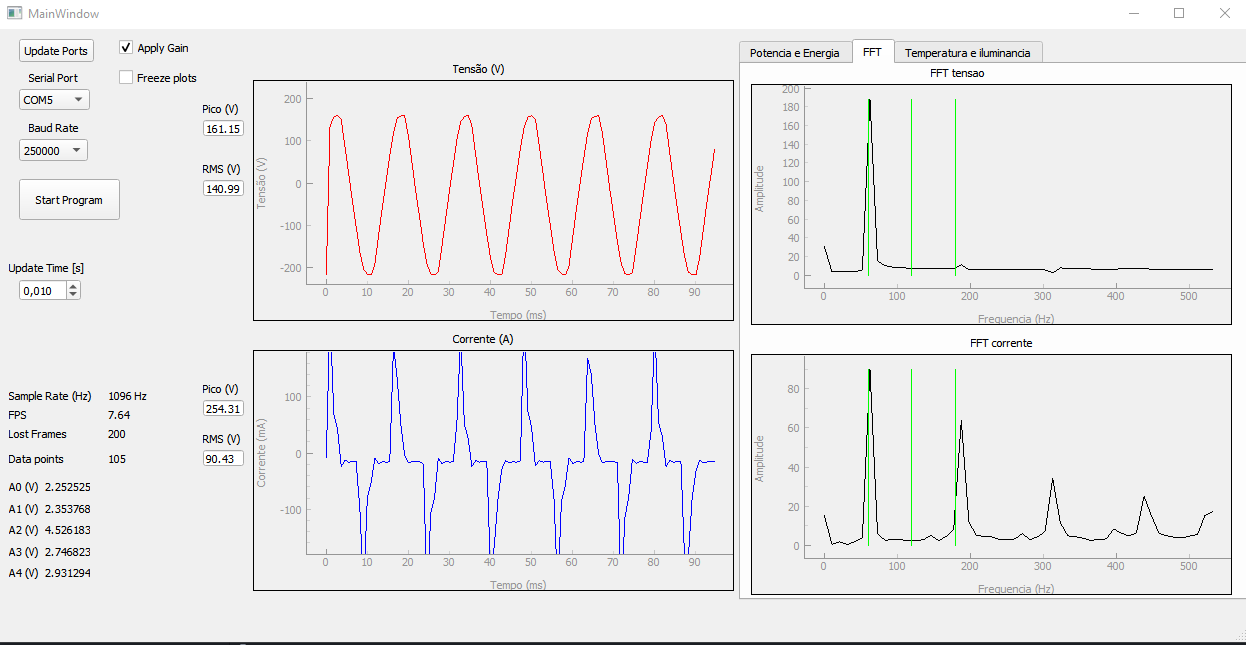 MainWindow
Update Ports
Apply Gain
Serial Port
Freeze plots
COM5
Baud Rate
250000
Start Program
Update Time [s]
0,010
Pico (V)
161.15
RMS (V)
140.99
Tensão (V)
Tensão (V)
200
100
0
-100
-200
0 10 20 30 40 50 60 70 80 90
Tempo (ms)
Sample Rate (Hz) 1096 Hz
FPS 7.64
Lost Frames 200
Data points 105
A0 (V) 2.252525
A1 (V) 2.353768
A2 (V) 4.526183
A3 (V) 2.746823
A4 (V) 2.931294
Pico (V)
254.31
RMS (V)
90.43
Corrente (A)
Corrente (mA)
100
0
-100
0 10 20 30 40 50 60 70 80 90
Tempo (ms)
Potencia e Energia FFT Temperatura e iluminancia
FFT tensao
Amplitude
200
180
160
140
120
100
80
60
40
20
0
0 100 200 300 400 500
Frequencia (Hz)
FFT corrente
Amplitude
80
60
40
20
0
0 100 200 300 400 500
Frequencia (Hz)